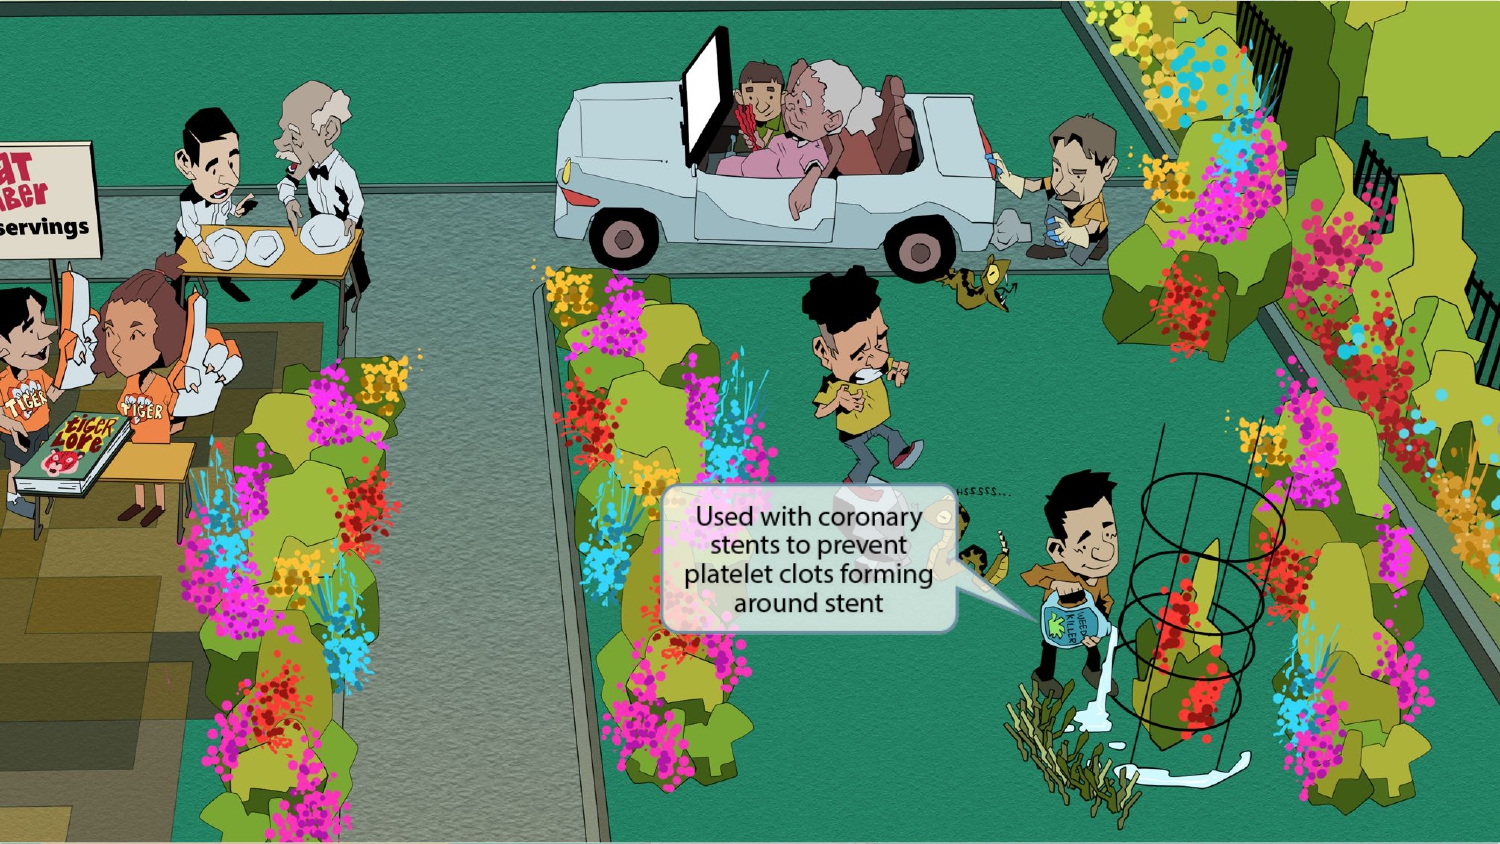 AT
BER
servings
TIGER
TIGER
TIGER
LORE
HSSSSS...
Used with coronary
stents to prevent
platelet clots forming
around stent
WEED
KILLER